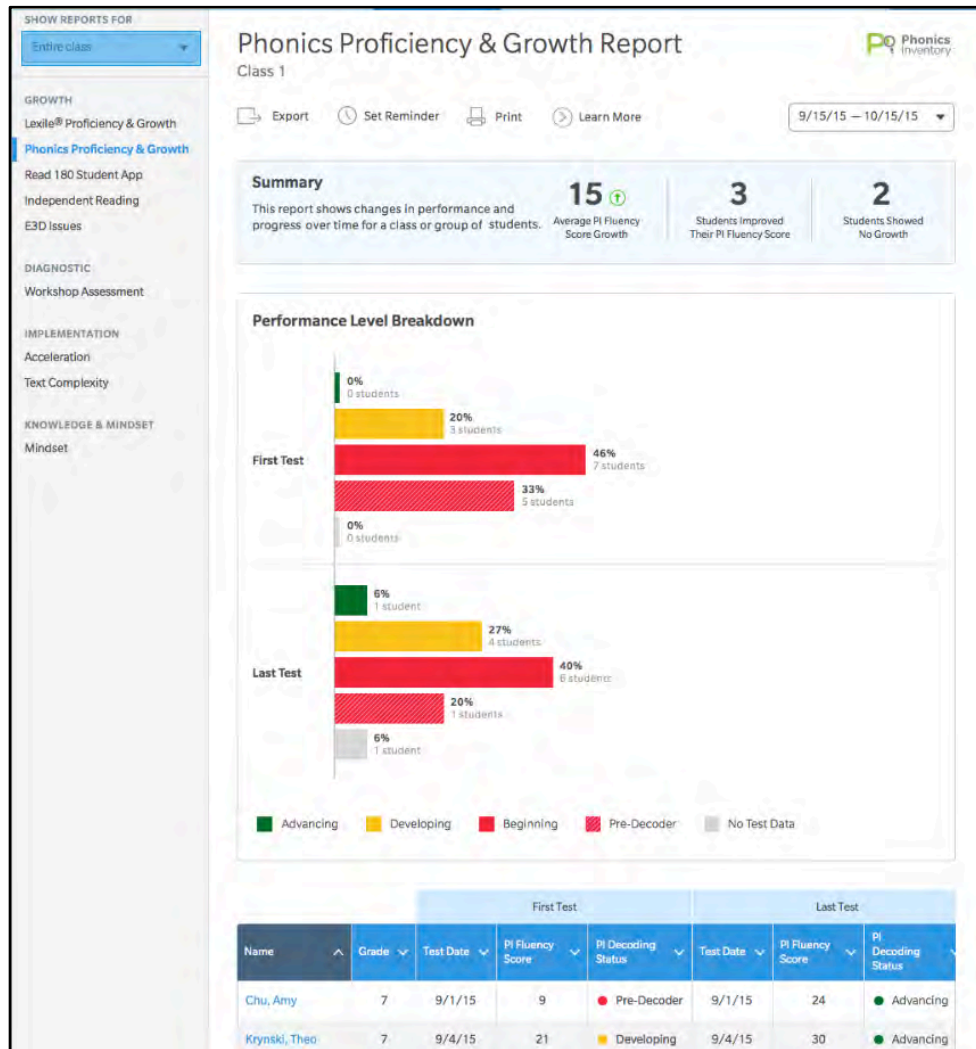 SHOW REPORTS FOR
Entire class
GROWTH
Lexile® Proficiency & Growth
Phonics Proficiency & Growth
Read 180 Student App
Independent Reading
E3D Issues
DIAGNOSTIC
Workshop Assessment
IMPLEMENTATION
Acceleration
Text Complexity
KNOWLEDGE & MINDSET
Mindset
Phonics Proficiency & Growth Report
Class 1
Phonics
Inventory
Export Set Reminder Print Learn More
9/15/15 – 10/15/15
Summary
This report shows changes in performance and
progress over time for a class or group of students.
15
Average PI Fluency
Score Growth
3
Students Improved
Their PI Fluency Score
2
Students Showed
No Growth
Performance Level Breakdown
First Test
0%
0 students
20%
3 students
46%
7 students
33%
5 students
0%
0 students
Last Test
6%
1 student
27%
4 students
40%
6 students
20%
1 students
6%
1 student
Advancing Developing Beginning Pre-Decoder No Test Data
First Test Last Test
Name Grade Test Date PI Fluency Score PI Decoding Status Test Date PI Fluency Score PI Decoding Status
Chu, Amy 7 9/1/15 9 Pre-Decoder 9/1/15 24 Advancing
Krynski, Theo 7 9/4/15 21 Developing 9/4/15 30 Advancing